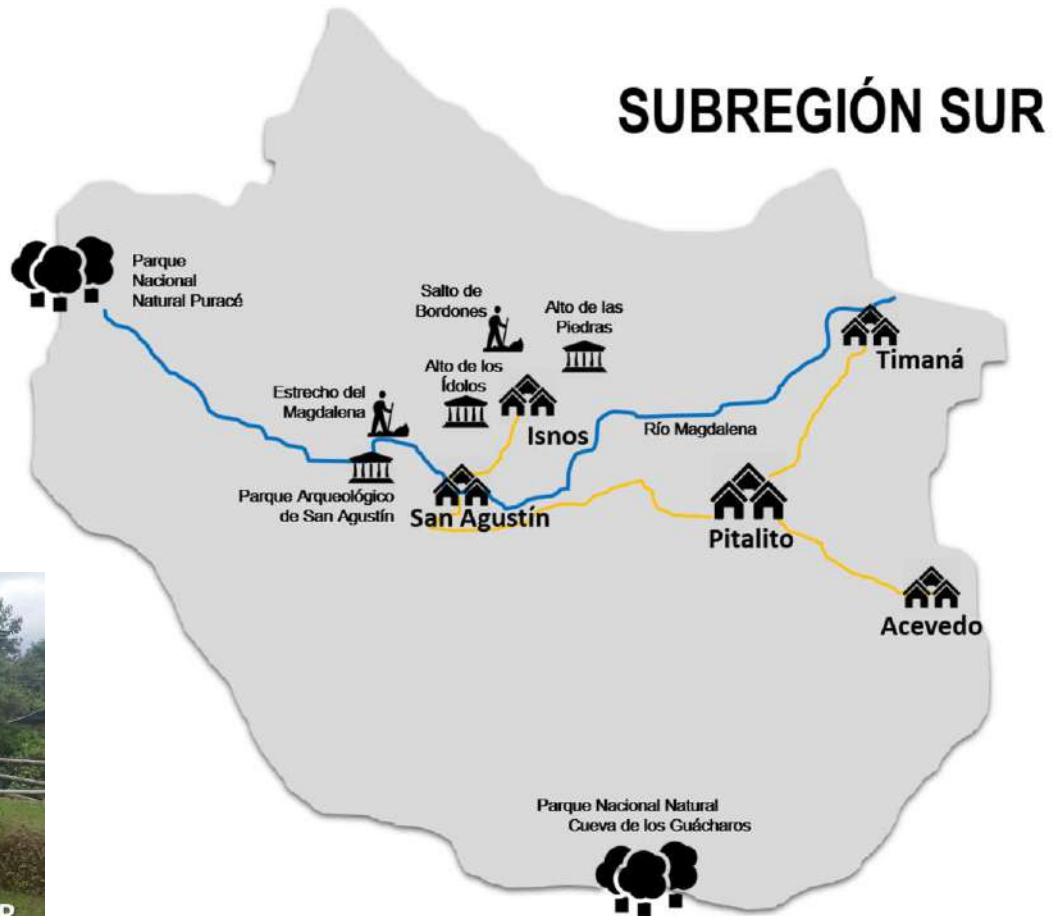 SUBREGIÓN SUR
Parque
Nacional
Natural Puracé
Salto de
Bordones
Alto de las
Piedras
Alto de los
Ídolos
Estrecho del
Magdalena
Timaná
Isnos
Río Magdalena
Parque Arqueológico
de San Agustín
San Agustín
Pitalito
Acevedo
Parque Nacional Natural
Cueva de los Guácharos